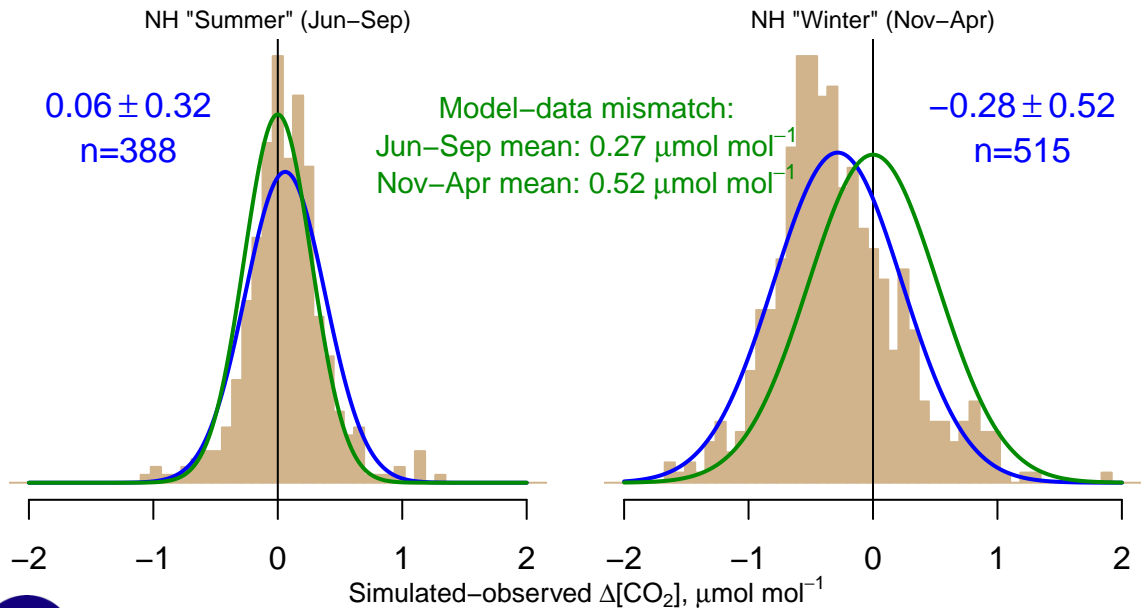 NH "Summer" (Jun−Sep)
NH "Winter" (Nov−Apr)
0.06 ± 0.32
n=388
Model−data mismatch:
Jun−Sep mean: 0.27 μmol mol⁻¹
Nov−Apr mean: 0.52 μmol mol⁻¹
−0.28 ± 0.52
n=515
−2 −1 0 1 2
−2 −1 0 1 2
Simulated−observed Δ[CO₂], μmol mol⁻¹